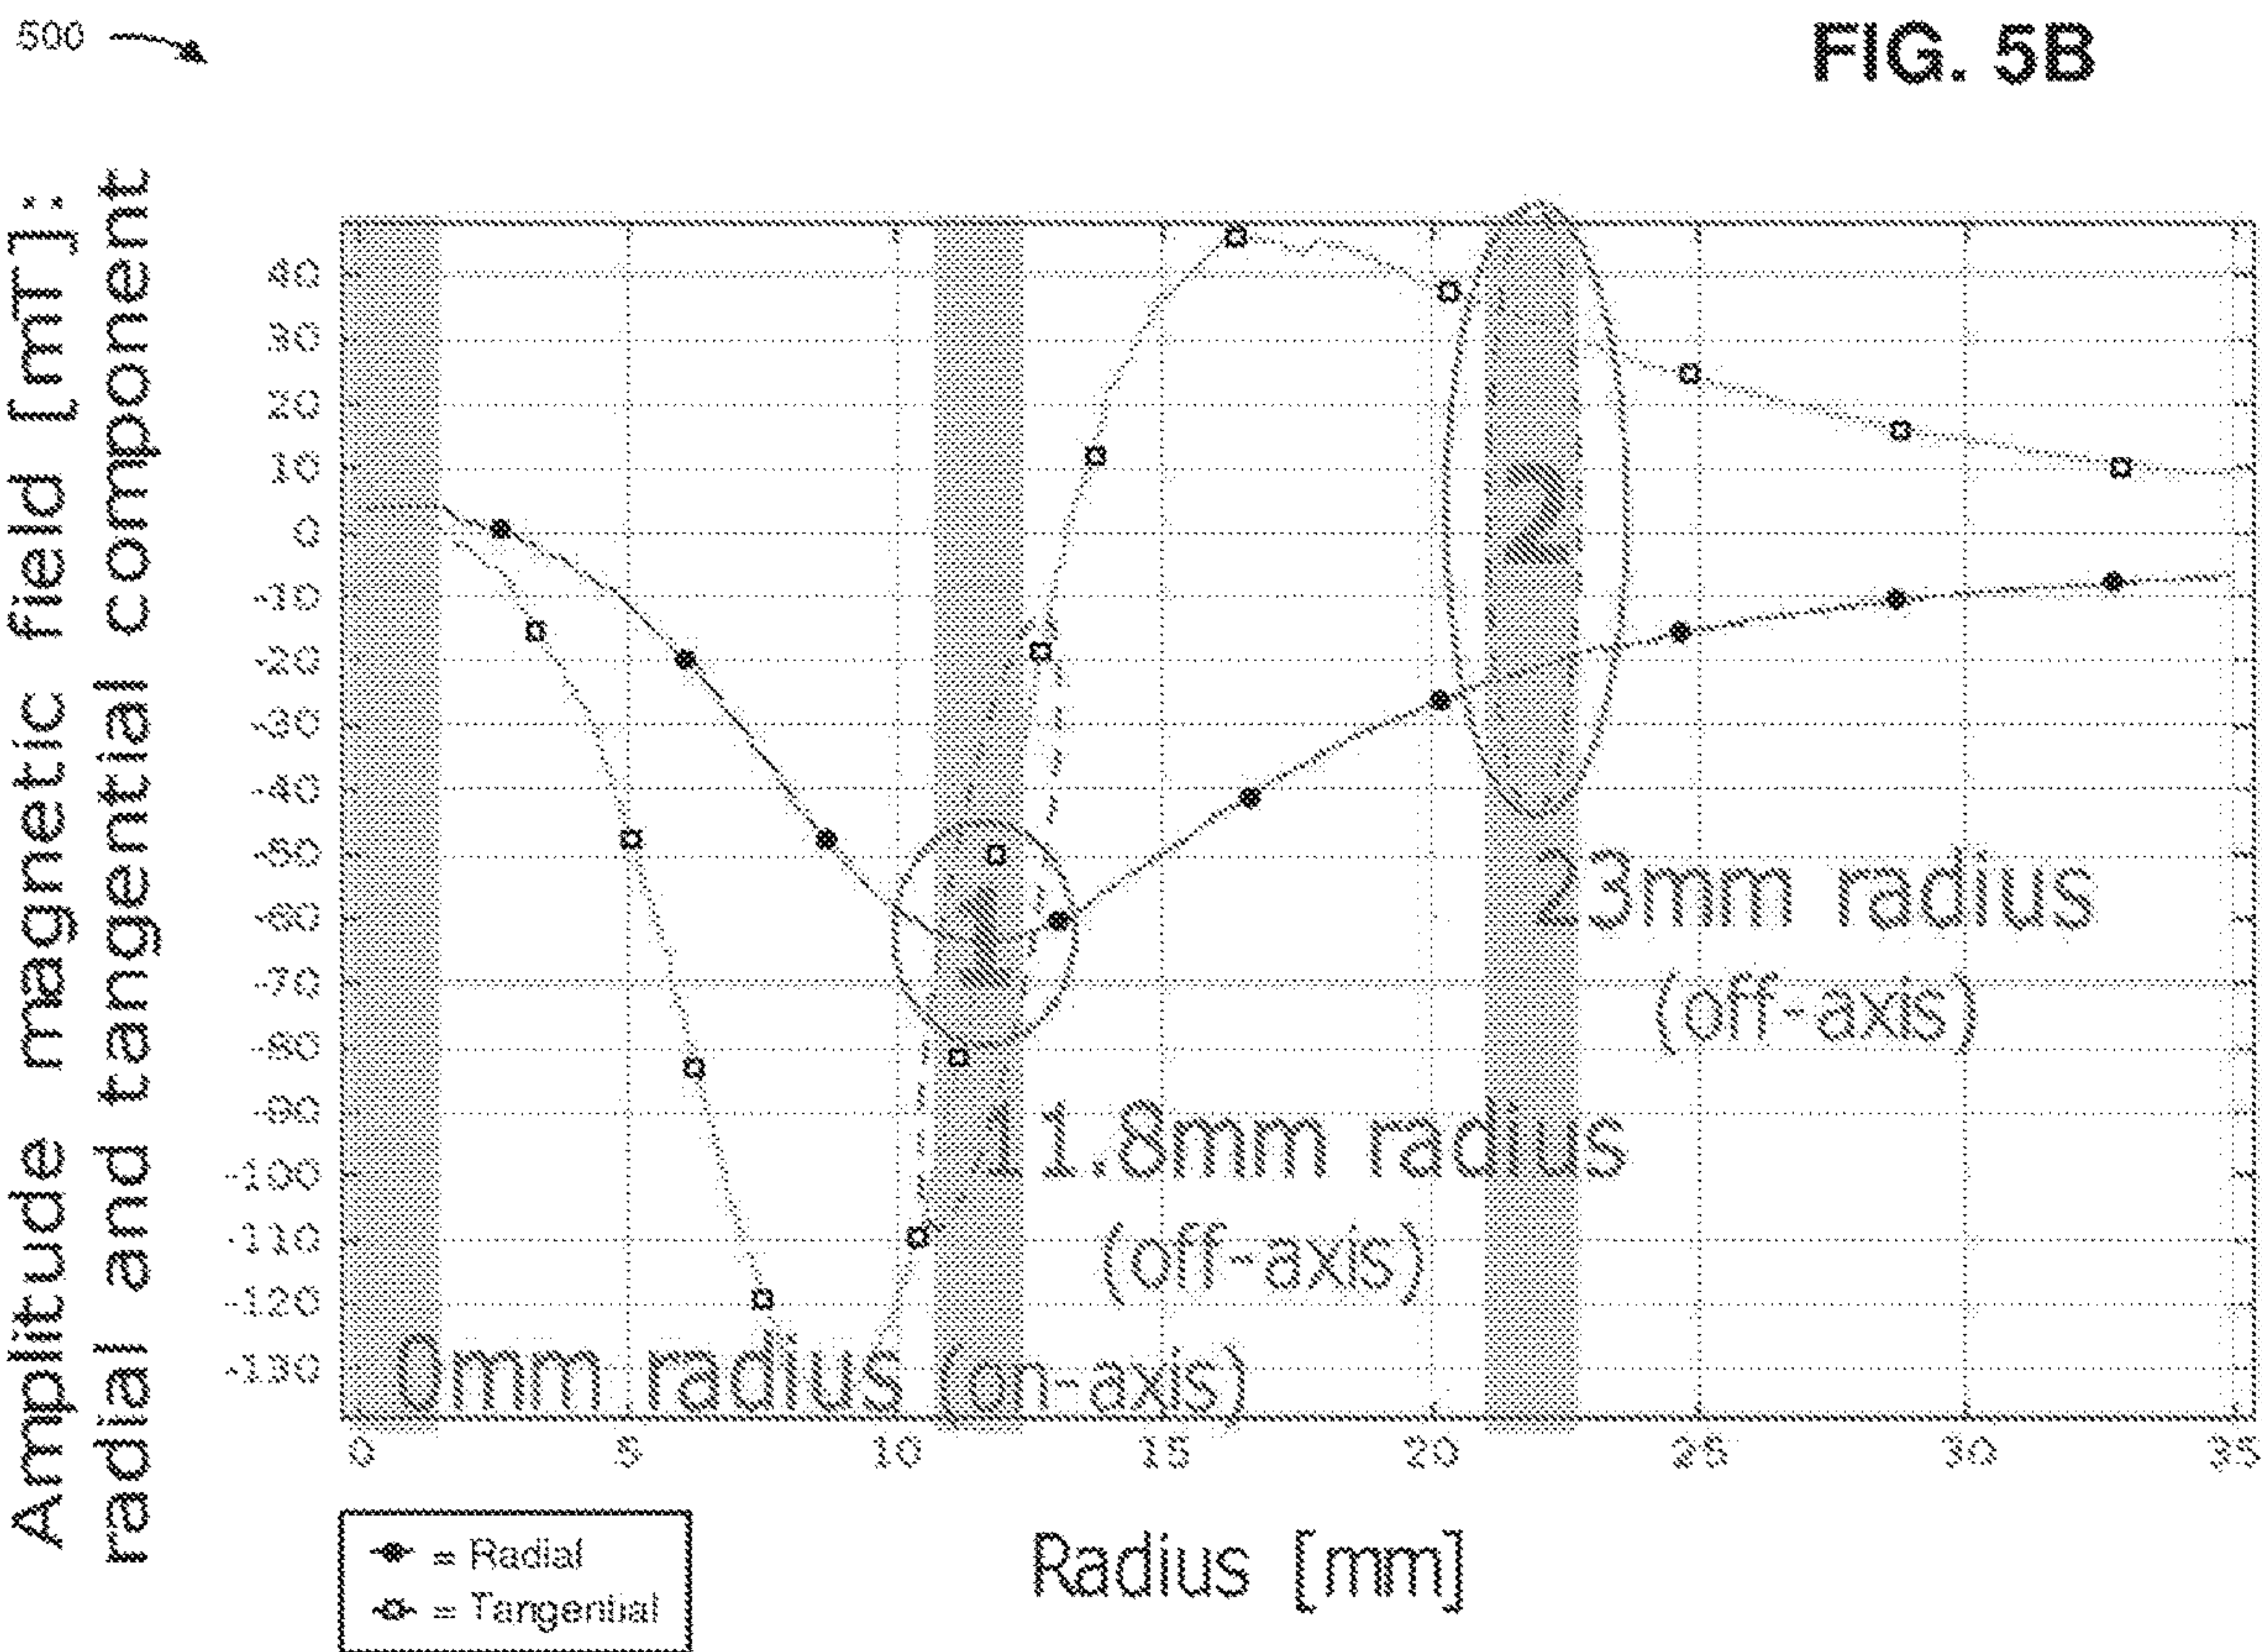 500
FIG. 5B
Amplitude magnetic field [mT]:
radial and tangential component
40
30
20
10
0
-10
-20
-30
-40
-50
-60
-70
-80
-90
-100
-110
-120
-130
1
2
23mm radius
(off-axis)
11.8mm radius
(off-axis)
0mm radius (on-axis)
0 5 10 15 20 25 30 35
Radius [mm]
= Radial
= Tangential